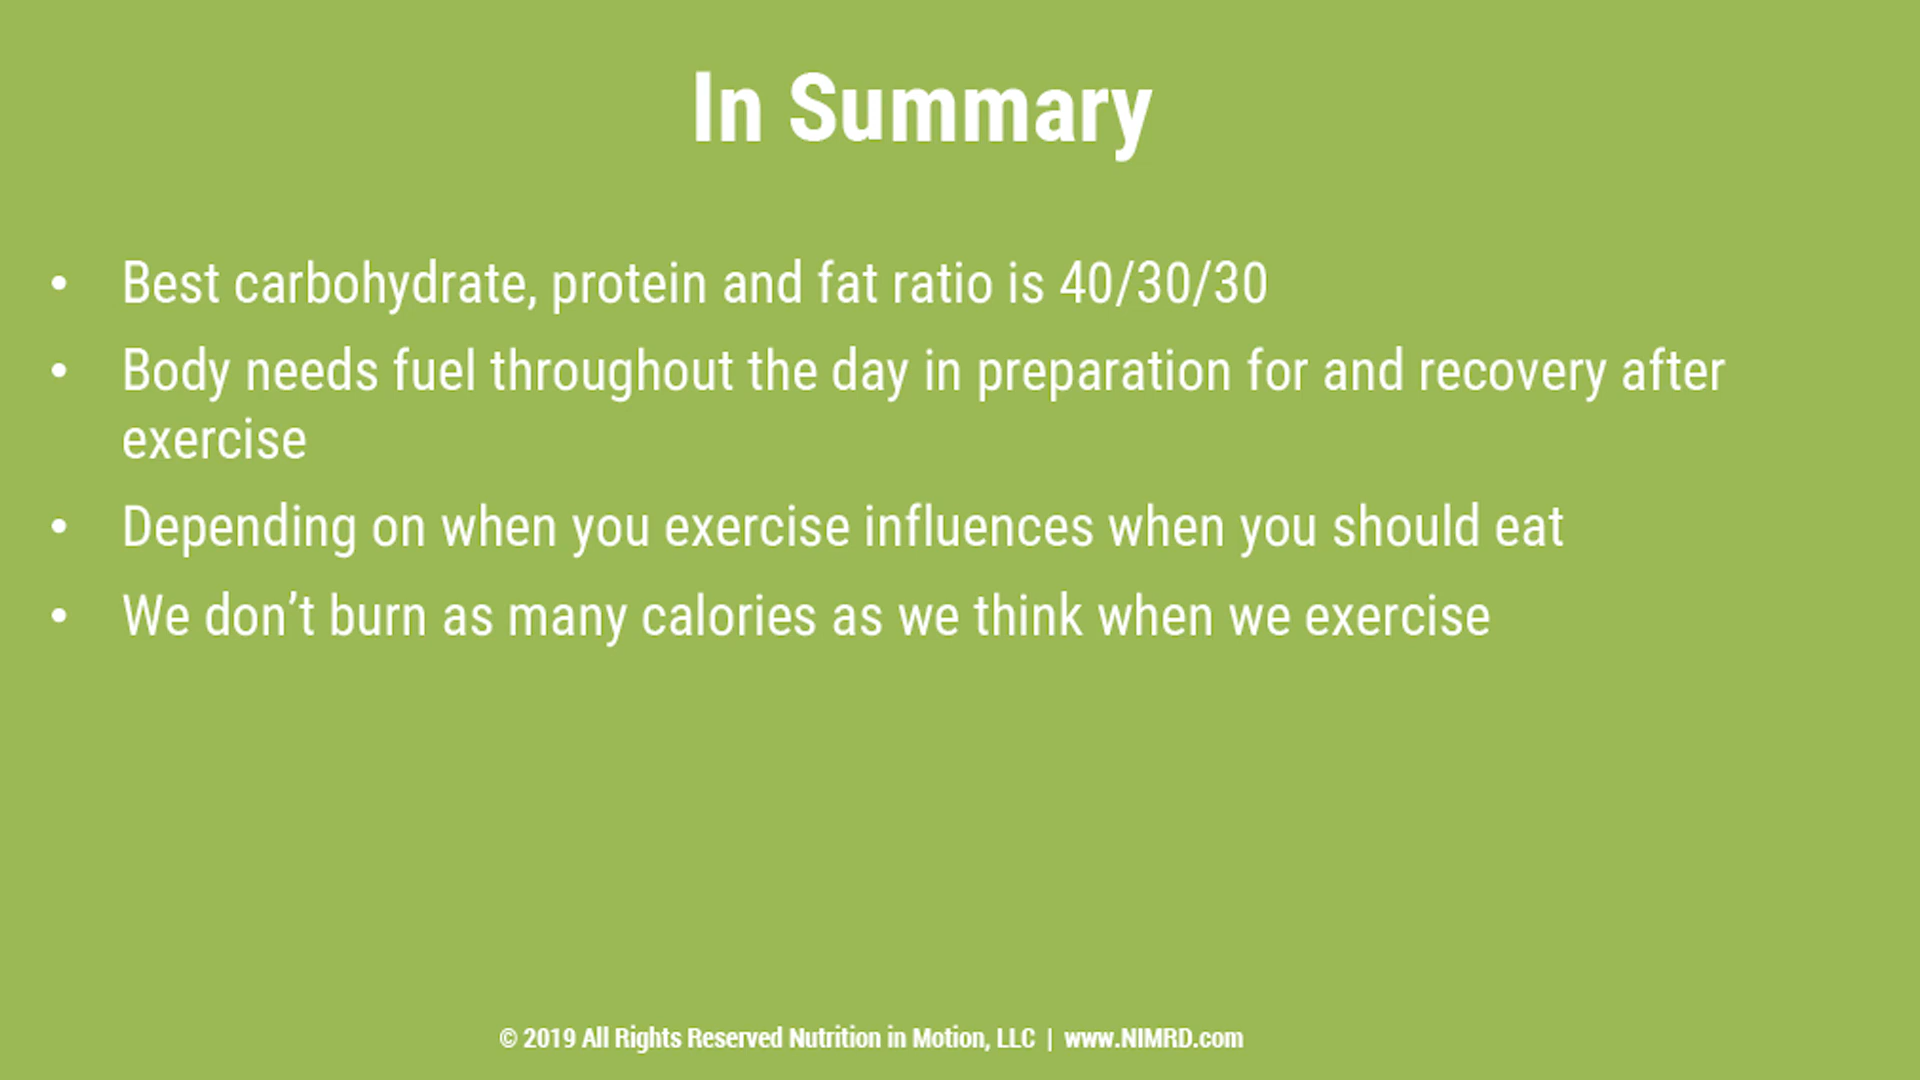 In Summary
• Best carbohydrate, protein and fat ratio is 40/30/30
• Body needs fuel throughout the day in preparation for and recovery after
exercise
• Depending on when you exercise influences when you should eat
• We don’t burn as many calories as we think when we exercise
© 2019 All Rights Reserved Nutrition in Motion, LLC | www.NIMRD.com